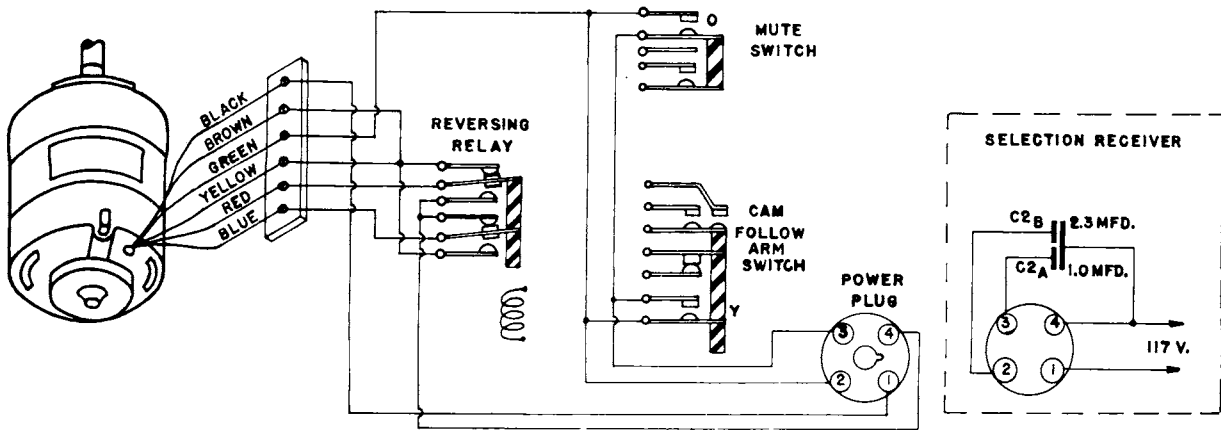 BLACK
BROWN
GREEN
YELLOW
RED
BLUE
REVERSING
RELAY
O
MUTE
SWITCH
CAM
FOLLOW
ARM
SWITCH
Y
POWER
PLUG
3
4
2
1
SELECTION RECEIVER
C2B
2.3 MFD.
C2A
1.0 MFD.
3
4
117 V.
2
1